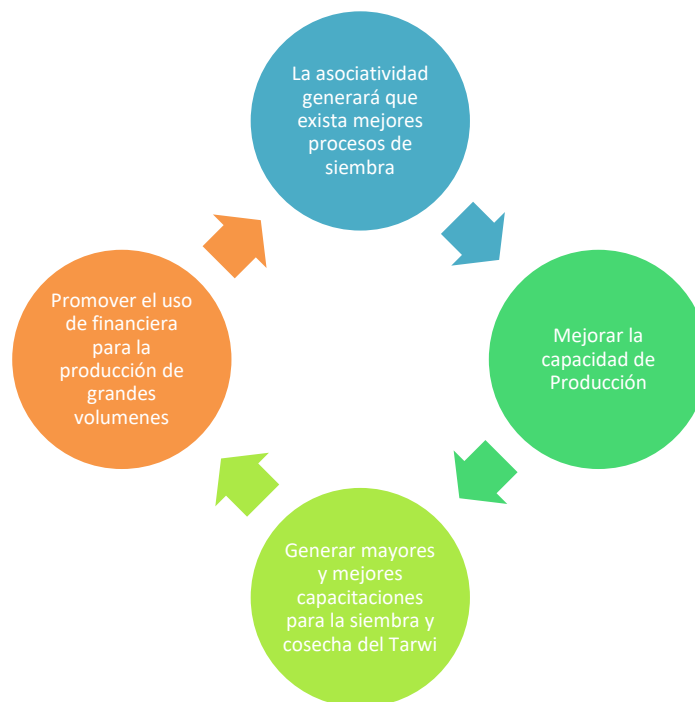 La asociatividad
generará que
exista mejores
procesos de
siembra
Mejorar la
capacidad de
Producción
Generar mayores
y mejores
capacitaciones
para la siembra y
cosecha del Tarwi
Promover el uso
de financiera
para la
producción de
grandes
volumenes